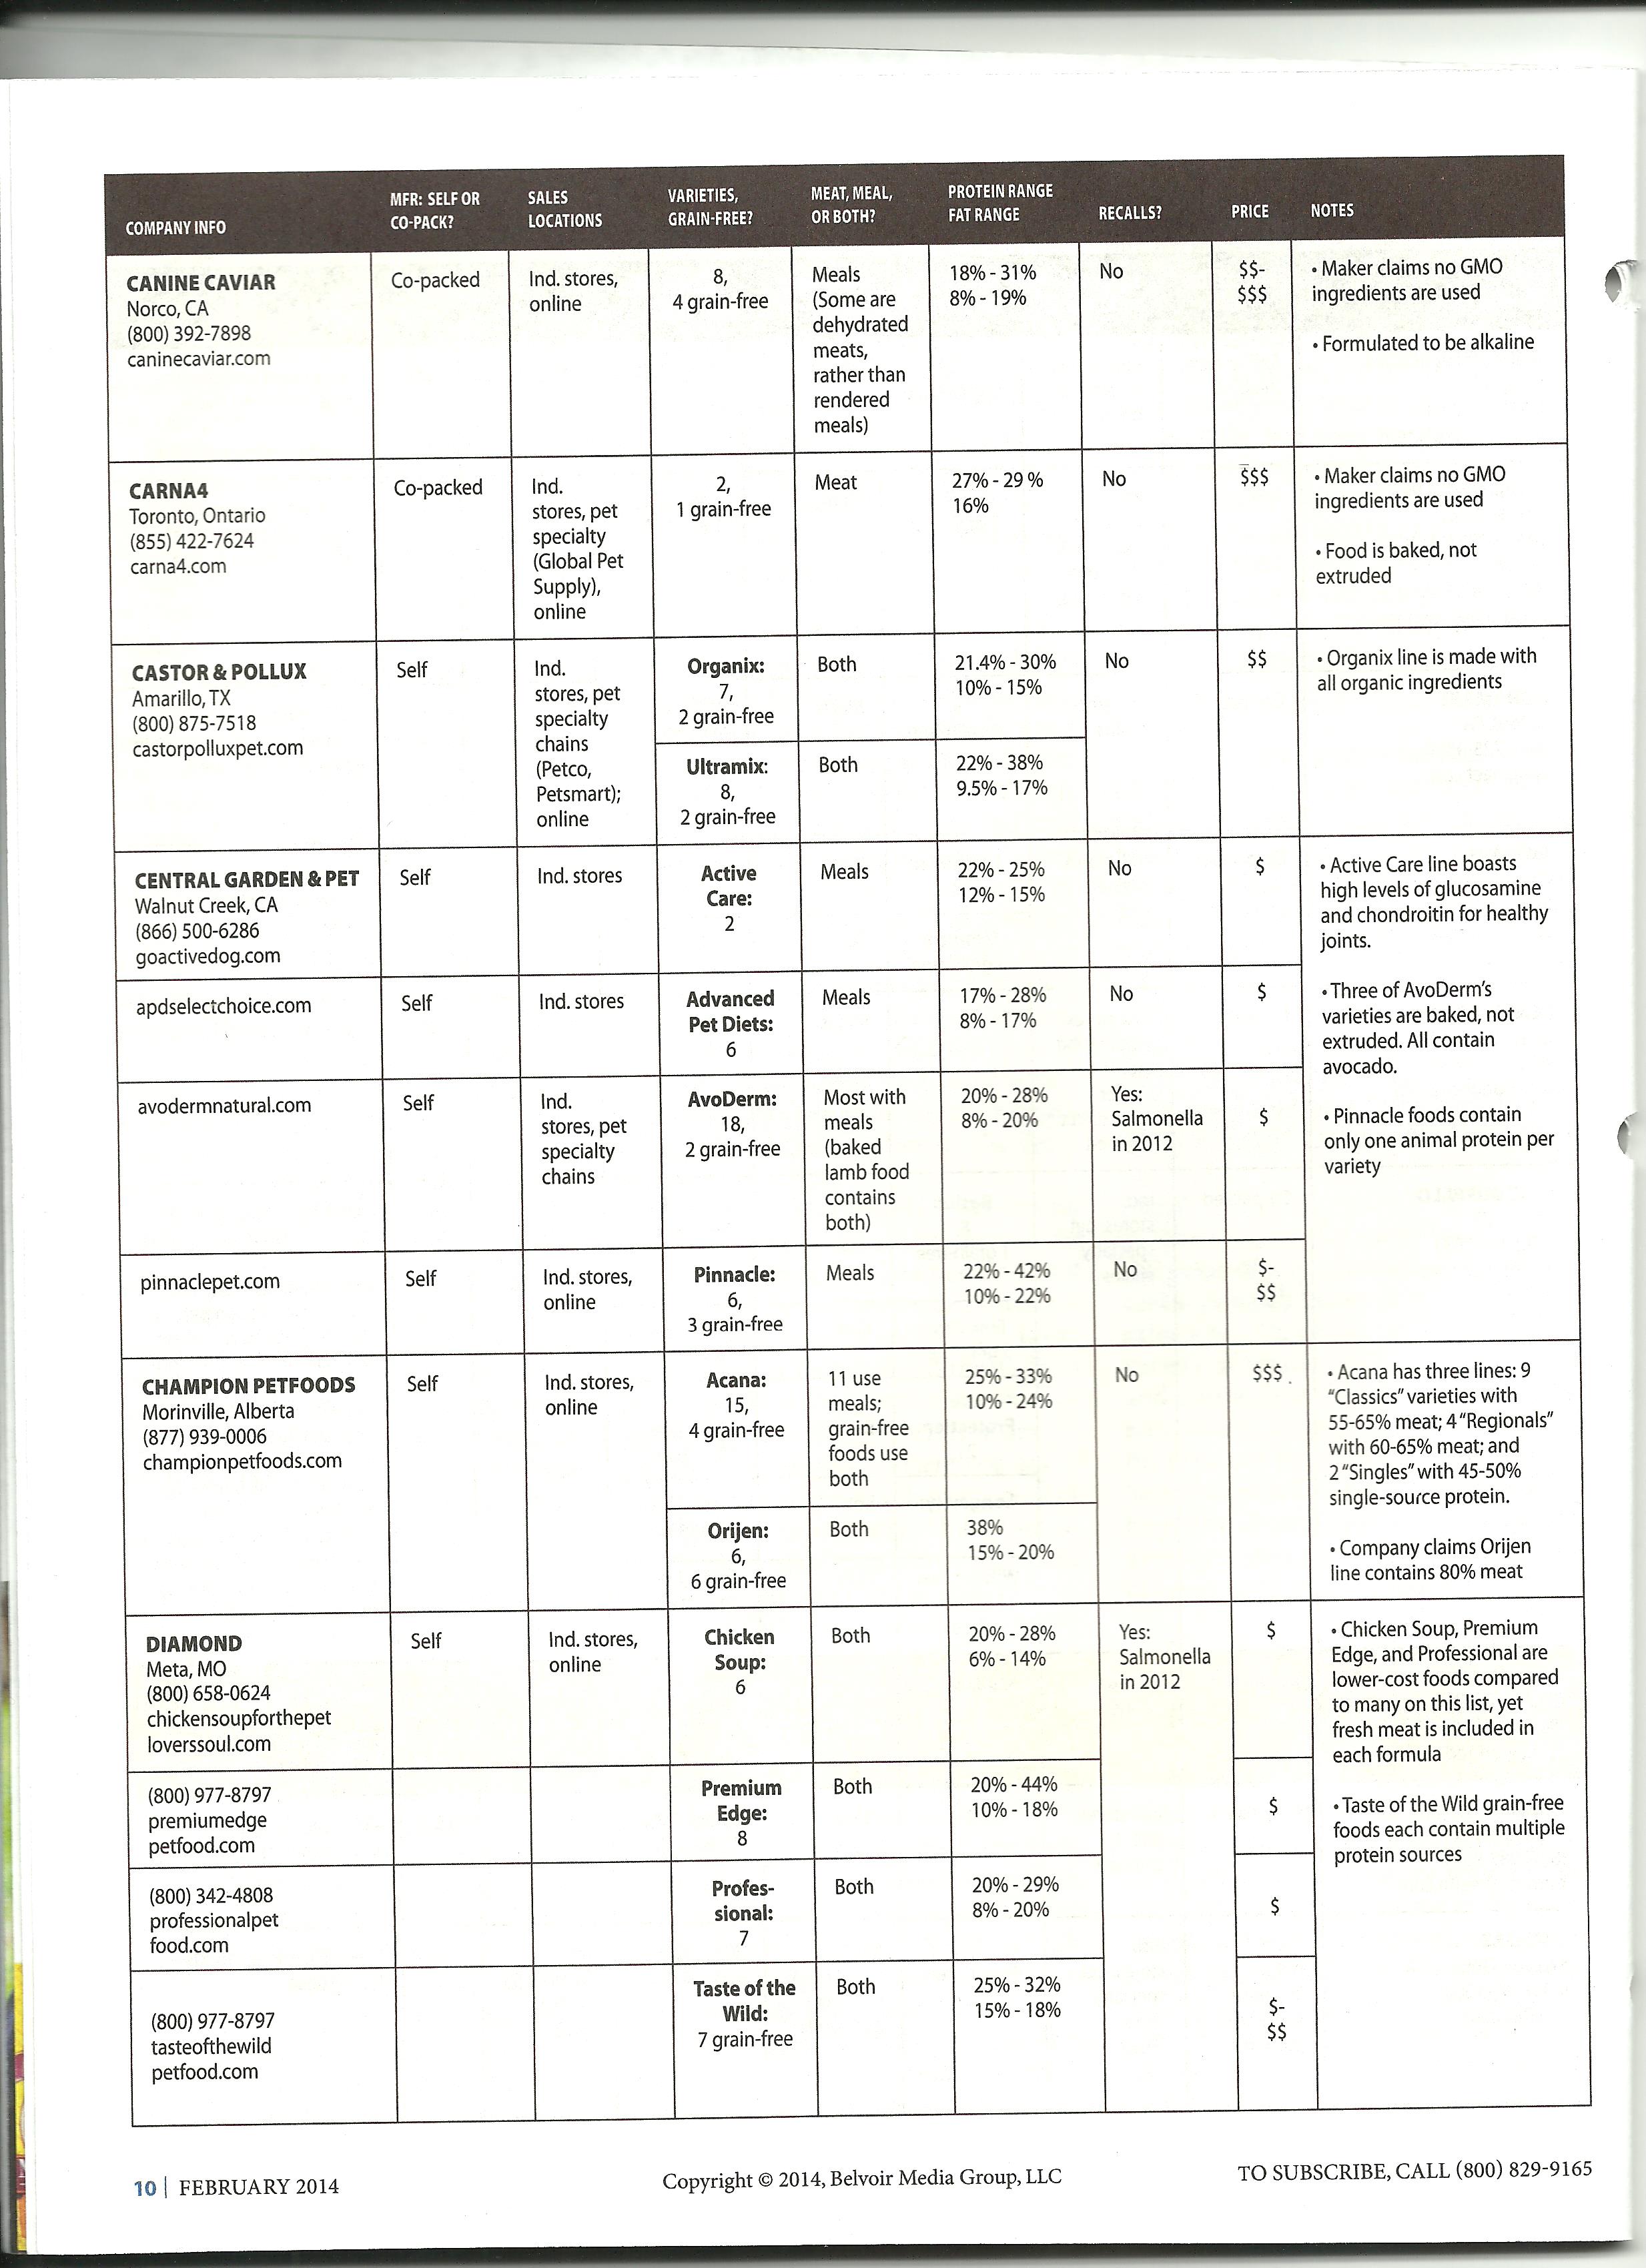 COMPANY INFO
MFR: SELF OR
CO-PACK?
SALES
LOCATIONS
VARIETIES,
GRAIN-FREE?
MEAT, MEAL,
OR BOTH?
PROTEIN RANGE
FAT RANGE
RECALLS?
PRICE
NOTES
CANINE CAVIAR
Norco, CA
(800) 392-7898
caninecaviar.com
Co-packed
Ind. stores,
online
8,
4 grain-free
Meals
(Some are
dehydrated
meats,
rather than
rendered
meals)
18% - 31%
8% - 19%
No
$$-
$$$
• Maker claims no GMO
ingredients are used
• Formulated to be alkaline
CARNA4
Toronto, Ontario
(855) 422-7624
carna4.com
Co-packed
Ind.
stores, pet
specialty
(Global Pet
Supply),
online
2,
1 grain-free
Meat
27% - 29 %
16%
No
$$$
• Maker claims no GMO
ingredients are used
• Food is baked, not
extruded
CASTOR & POLLUX
Amarillo, TX
(800) 875-7518
castorpolluxpet.com
Self
Ind.
stores, pet
specialty
chains
(Petco,
Petsmart);
online
Organix:
7,
2 grain-free
Both
21.4% - 30%
10% - 15%
No
$$
• Organix line is made with
all organic ingredients
Ultramix:
8,
2 grain-free
Both
22% - 38%
9.5% - 17%
CENTRAL GARDEN & PET
Walnut Creek, CA
(866) 500-6286
goactivedog.com
Self
Ind. stores
Active
Care:
2
Meals
22% - 25%
12% - 15%
No
$
• Active Care line boasts
high levels of glucosamine
and chondroitin for healthy
joints.
• Three of AvoDerm's
varieties are baked, not
extruded. All contain
avocado.
• Pinnacle foods contain
only one animal protein per
variety
apdselectchoice.com
Self
Ind. stores
Advanced
Pet Diets:
6
Meals
17% - 28%
8% - 17%
No
$
avodermnatural.com
Self
Ind.
stores, pet
specialty
chains
AvoDerm:
18,
2 grain-free
Most with
meals
(baked
lamb food
contains
both)
20% - 28%
8% - 20%
Yes:
Salmonella
in 2012
$
pinnaclepet.com
Self
Ind. stores,
online
Pinnacle:
6,
3 grain-free
Meals
22% - 42%
10% - 22%
No
$-
$$
CHAMPION PETFOODS
Morinville, Alberta
(877) 939-0006
championpetfoods.com
Self
Ind. stores,
online
Acana:
15,
4 grain-free
11 use
meals;
grain-free
foods use
both
25% - 33%
10% - 24%
No
$$$
• Acana has three lines: 9
"Classics" varieties with
55-65% meat; 4 "Regionals"
with 60-65% meat; and
2 "Singles" with 45-50%
single-source protein.
• Company claims Orijen
line contains 80% meat
Orijen:
6,
6 grain-free
Both
38%
15% - 20%
DIAMOND
Meta, MO
(800) 658-0624
chickensoupforthepet
loverssoul.com
Self
Ind. stores,
online
Chicken
Soup:
6
Both
20% - 28%
6% - 14%
Yes:
Salmonella
in 2012
$
• Chicken Soup, Premium
Edge, and Professional are
lower-cost foods compared
to many on this list, yet
fresh meat is included in
each formula
• Taste of the Wild grain-free
foods each contain multiple
protein sources
(800) 977-8797
premiumedge
petfood.com
Premium
Edge:
8
Both
20% - 44%
10% - 18%
$
(800) 342-4808
professionalpet
food.com
Profes-
sional:
7
Both
20% - 29%
8% - 20%
$
(800) 977-8797
tasteofthewild
petfood.com
Taste of the
Wild:
7 grain-free
Both
25% - 32%
15% - 18%
$-
$$
10 | FEBRUARY 2014
Copyright © 2014, Belvoir Media Group, LLC
TO SUBSCRIBE, CALL (800) 829-9165